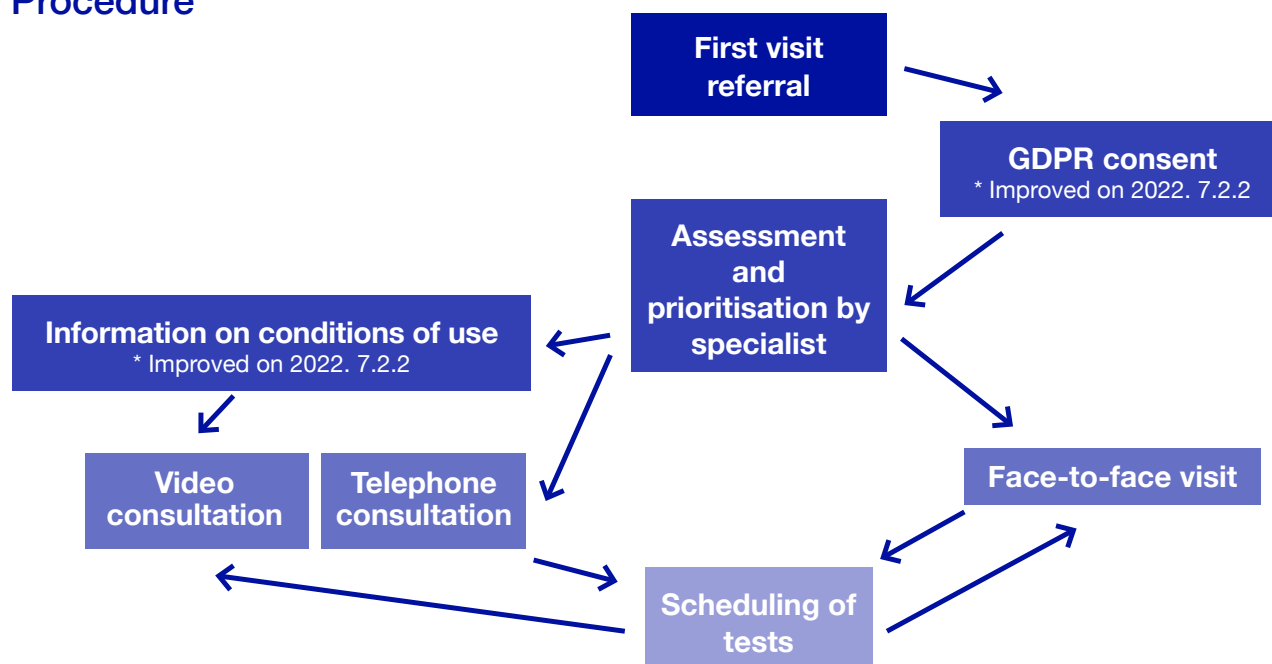 Procedure
First visit
referral
GDPR consent
* Improved on 2022. 7.2.2
Assessment
and
prioritisation by
specialist
Information on conditions of use
* Improved on 2022. 7.2.2
Video
consultation
Telephone
consultation
Face-to-face visit
Scheduling of
tests